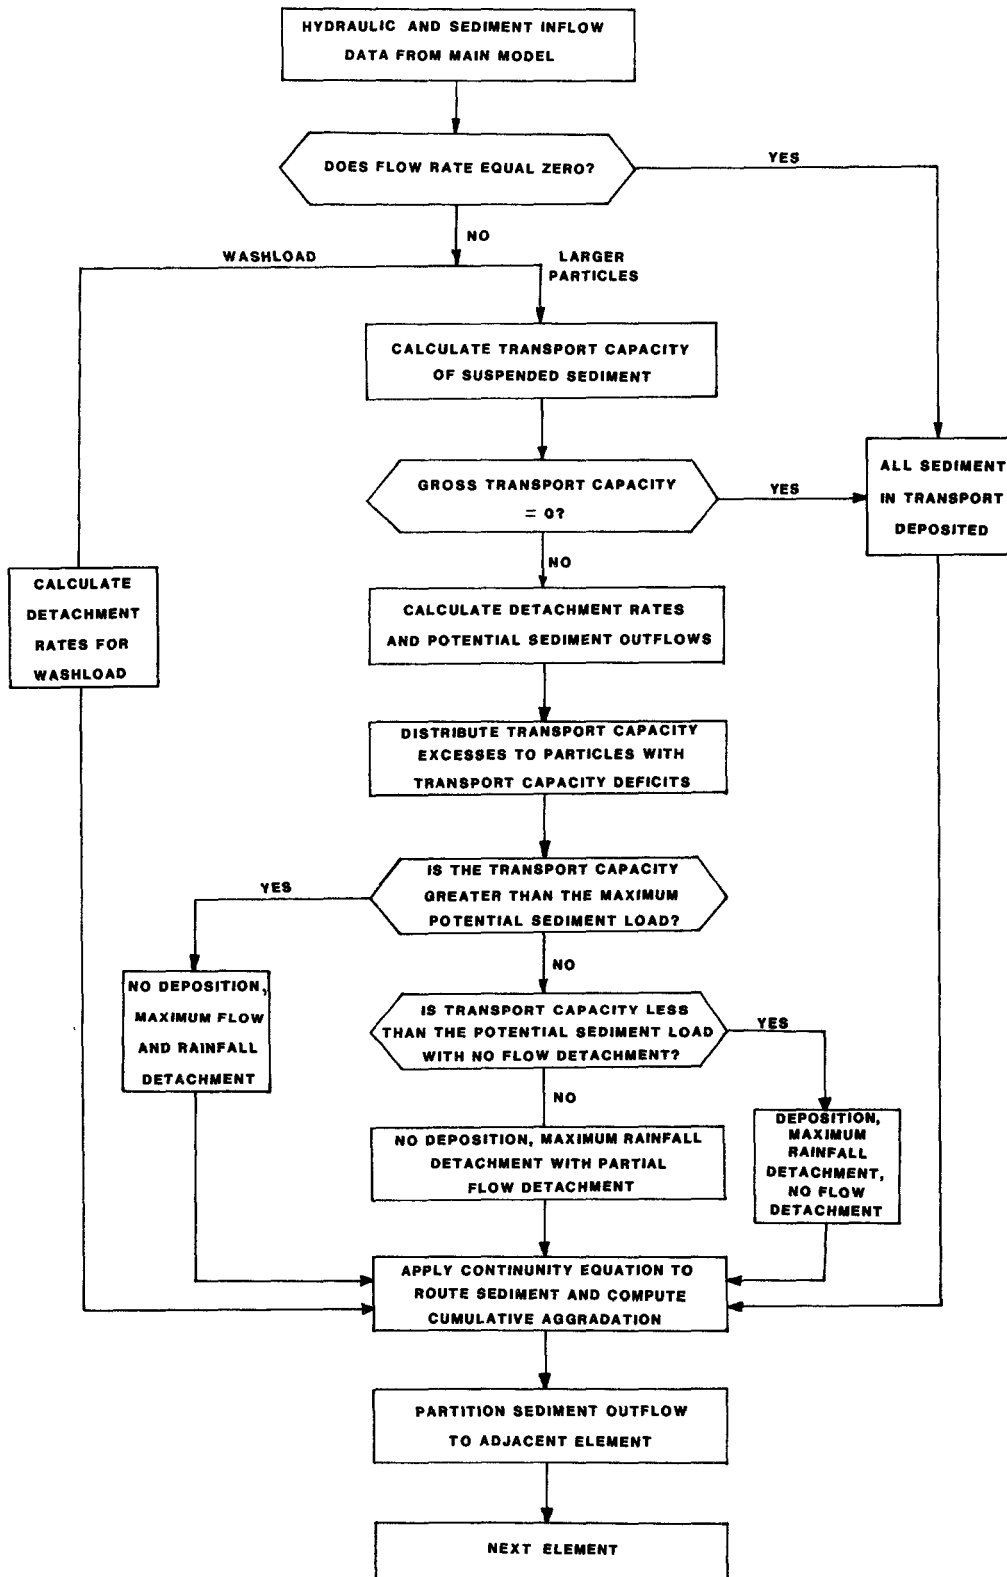 HYDRAULIC AND SEDIMENT INFLOW
DATA FROM MAIN MODEL
DOES FLOW RATE EQUAL ZERO?
YES
NO
WASHLOAD
LARGER
PARTICLES
CALCULATE TRANSPORT CAPACITY
OF SUSPENDED SEDIMENT
GROSS TRANSPORT CAPACITY
= 0?
YES
ALL SEDIMENT
IN TRANSPORT
DEPOSITED
NO
CALCULATE
DETACHMENT
RATES FOR
WASHLOAD
CALCULATE DETACHMENT RATES
AND POTENTIAL SEDIMENT OUTFLOWS
DISTRIBUTE TRANSPORT CAPACITY
EXCESSES TO PARTICLES WITH
TRANSPORT CAPACITY DEFICITS
IS THE TRANSPORT CAPACITY
GREATER THAN THE MAXIMUM
POTENTIAL SEDIMENT LOAD?
YES
NO
NO DEPOSITION,
MAXIMUM FLOW
AND RAINFALL
DETACHMENT
IS TRANSPORT CAPACITY LESS
THAN THE POTENTIAL SEDIMENT LOAD
WITH NO FLOW DETACHMENT?
YES
NO
NO DEPOSITION, MAXIMUM RAINFALL
DETACHMENT WITH PARTIAL
FLOW DETACHMENT
DEPOSITION,
MAXIMUM
RAINFALL
DETACHMENT,
NO FLOW
DETACHMENT
APPLY CONTINUNITY EQUATION TO
ROUTE SEDIMENT AND COMPUTE
CUMULATIVE AGGRADATION
PARTITION SEDIMENT OUTFLOW
TO ADJACENT ELEMENT
NEXT ELEMENT